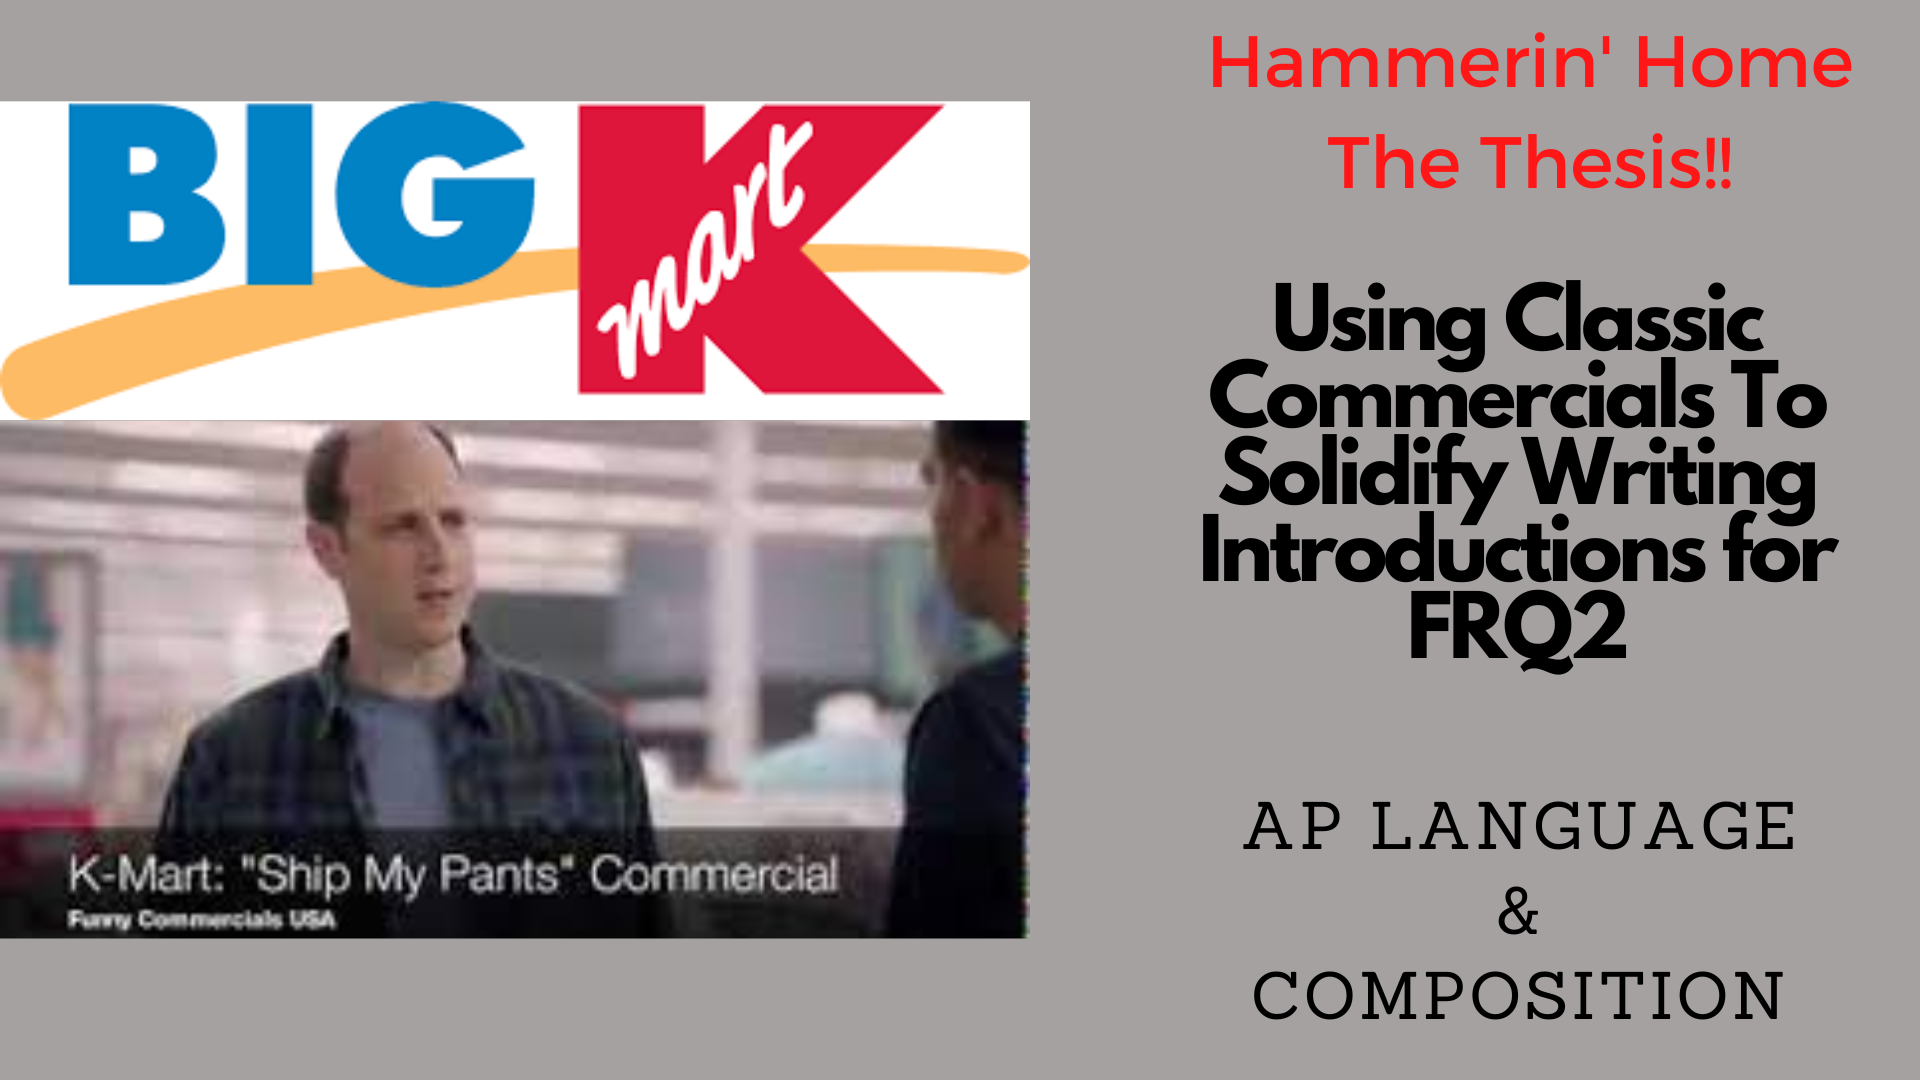 BIG K
mart
K-Mart: "Ship My Pants" Commercial
Funny Commercials USA
Hammerin' Home
The Thesis!!
Using Classic
Commercials To
Solidify Writing
Introductions for
FRQ2
AP LANGUAGE
&
COMPOSITION